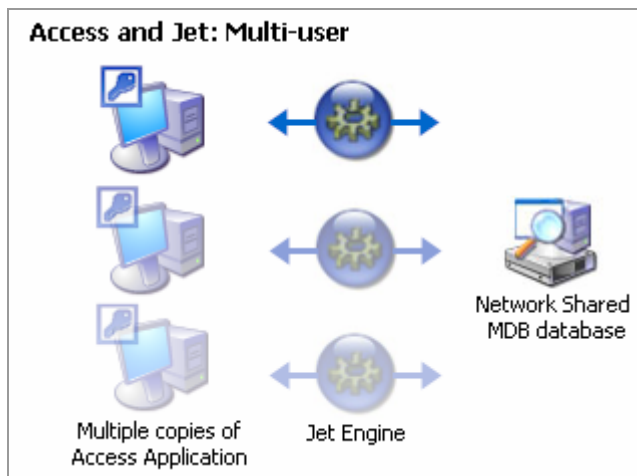 Access and Jet: Multi-user
Network Shared
MDB database
Multiple copies of
Access Application
Jet Engine